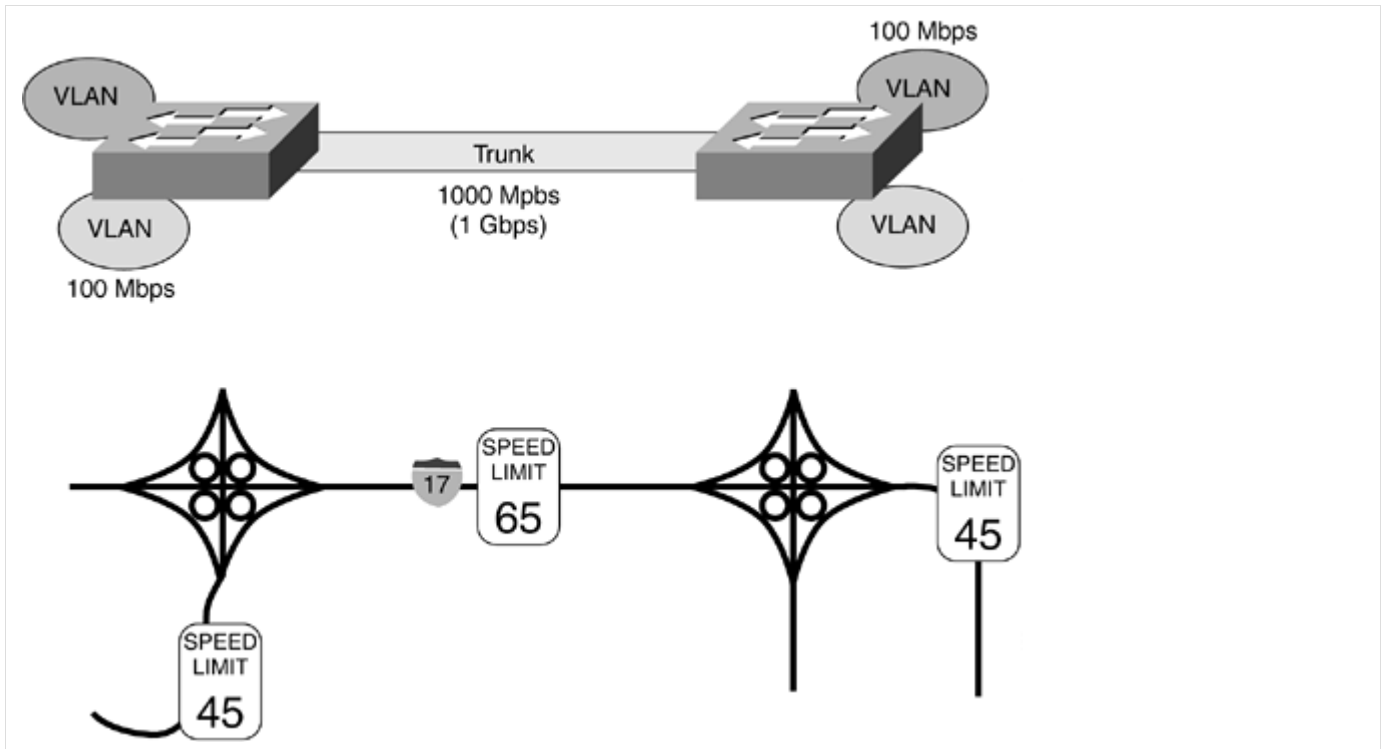 100 Mbps
VLAN
VLAN
Trunk
1000 Mpbs
(1 Gbps)
VLAN
VLAN
100 Mbps
SPEED
LIMIT
65
17
SPEED
LIMIT
45
SPEED
LIMIT
45